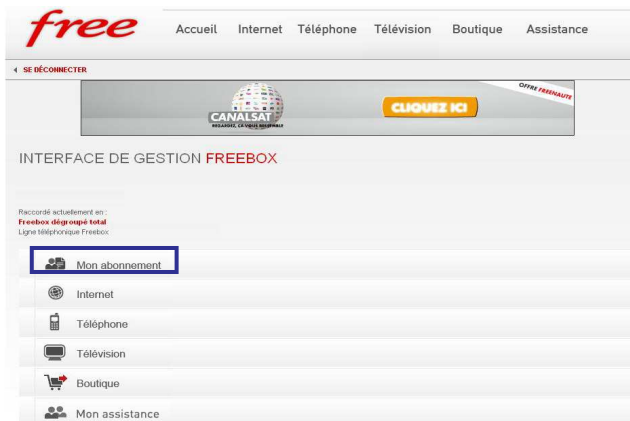 free
Accueil Internet Téléphone Télévision Boutique Assistance
SE DÉCONNECTER
CANALSAT
CLIQUEZ ICI
OFFRE FREENAUTE
INTERFACE DE GESTION FREEBOX
Raccordé actuellement en :
Freebox dégroupé total
Ligne téléphonique Freebox
Mon abonnement
Internet
Téléphone
Télévision
Boutique
Mon assistance